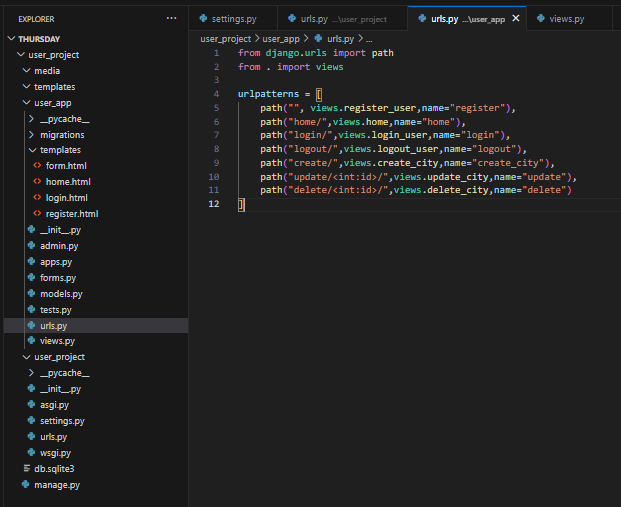 EXPLORER ...
THURSDAY
user_project
media
templates
user_app
__pycache__
migrations
templates
form.html
home.html
login.html
register.html
__init__.py
admin.py
apps.py
forms.py
models.py
tests.py
urls.py
views.py
user_project
__pycache__
__init__.py
asgi.py
settings.py
urls.py
wsgi.py
db.sqlite3
manage.py
settings.py urls.py ...\user_project urls.py ...\user_app views.py
user_project > user_app > urls.py > ...
1 from django.urls import path
2 from . import views
3
4 urlpatterns = [
5 path("", views.register_user,name="register"),
6 path("home/",views.home,name="home"),
7 path("login/",views.login_user,name="login"),
8 path("logout/",views.logout_user,name="logout"),
9 path("create/",views.create_city,name="create_city"),
10 path("update/<int:id>/",views.update_city,name="update"),
11 path("delete/<int:id>/",views.delete_city,name="delete")
12 ]